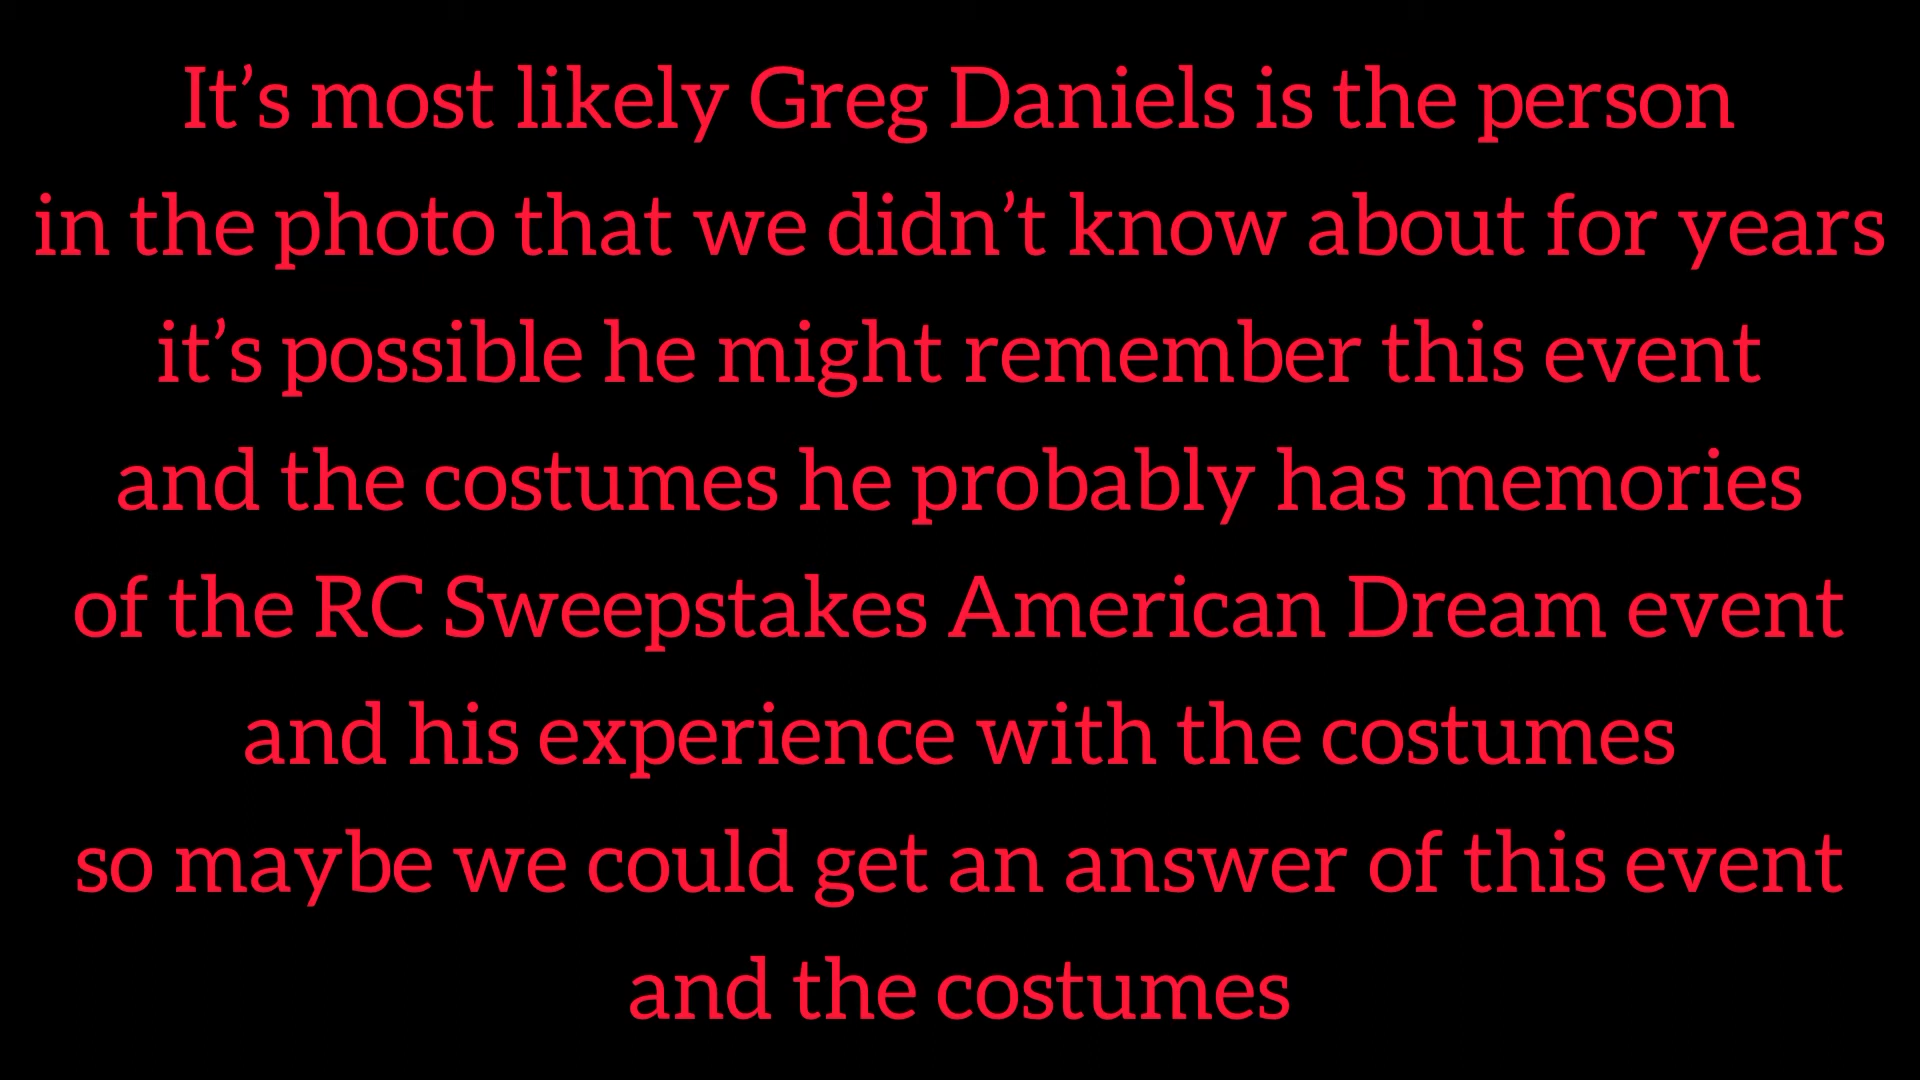 It’s most likely Greg Daniels is the person
in the photo that we didn’t know about for years
it’s possible he might remember this event
and the costumes he probably has memories
of the RC Sweepstakes American Dream event
and his experience with the costumes
so maybe we could get an answer of this event
and the costumes